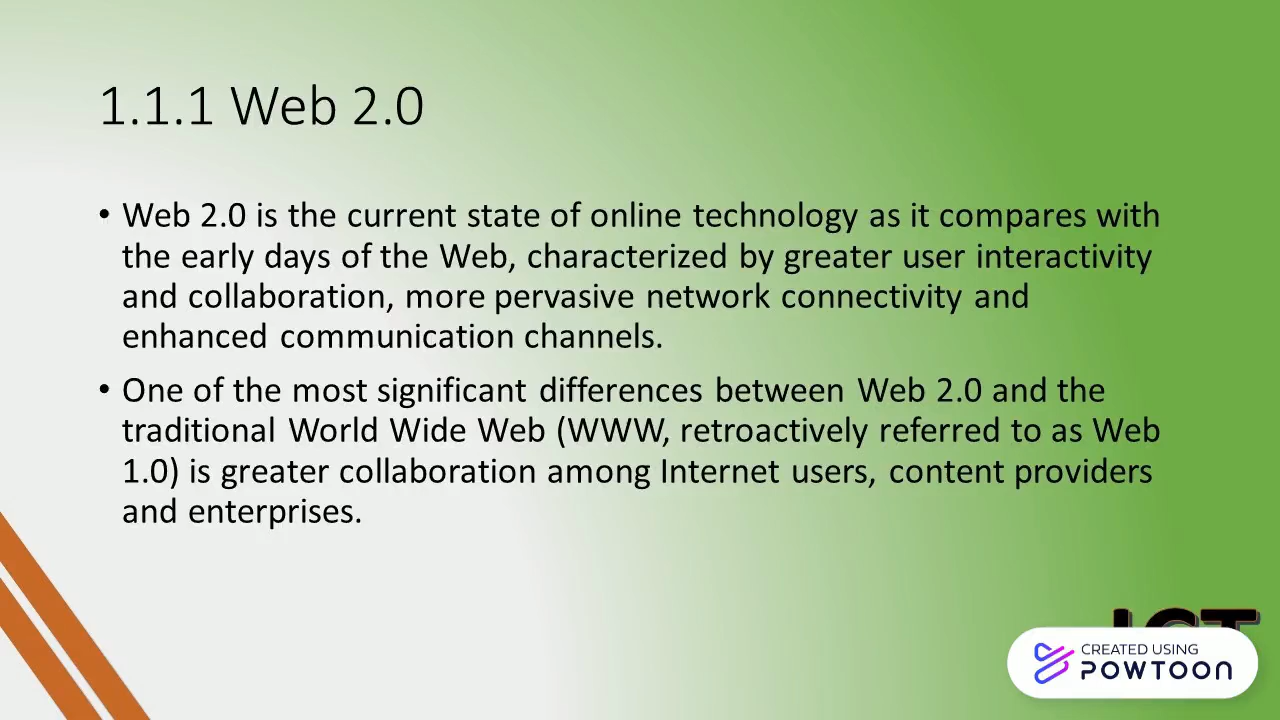 1.1.1 Web 2.0
• Web 2.0 is the current state of online technology as it compares with
the early days of the Web, characterized by greater user interactivity
and collaboration, more pervasive network connectivity and
enhanced communication channels.
• One of the most significant differences between Web 2.0 and the
traditional World Wide Web (WWW, retroactively referred to as Web
1.0) is greater collaboration among Internet users, content providers
and enterprises.
ICT
CREATED USING
POWTOON